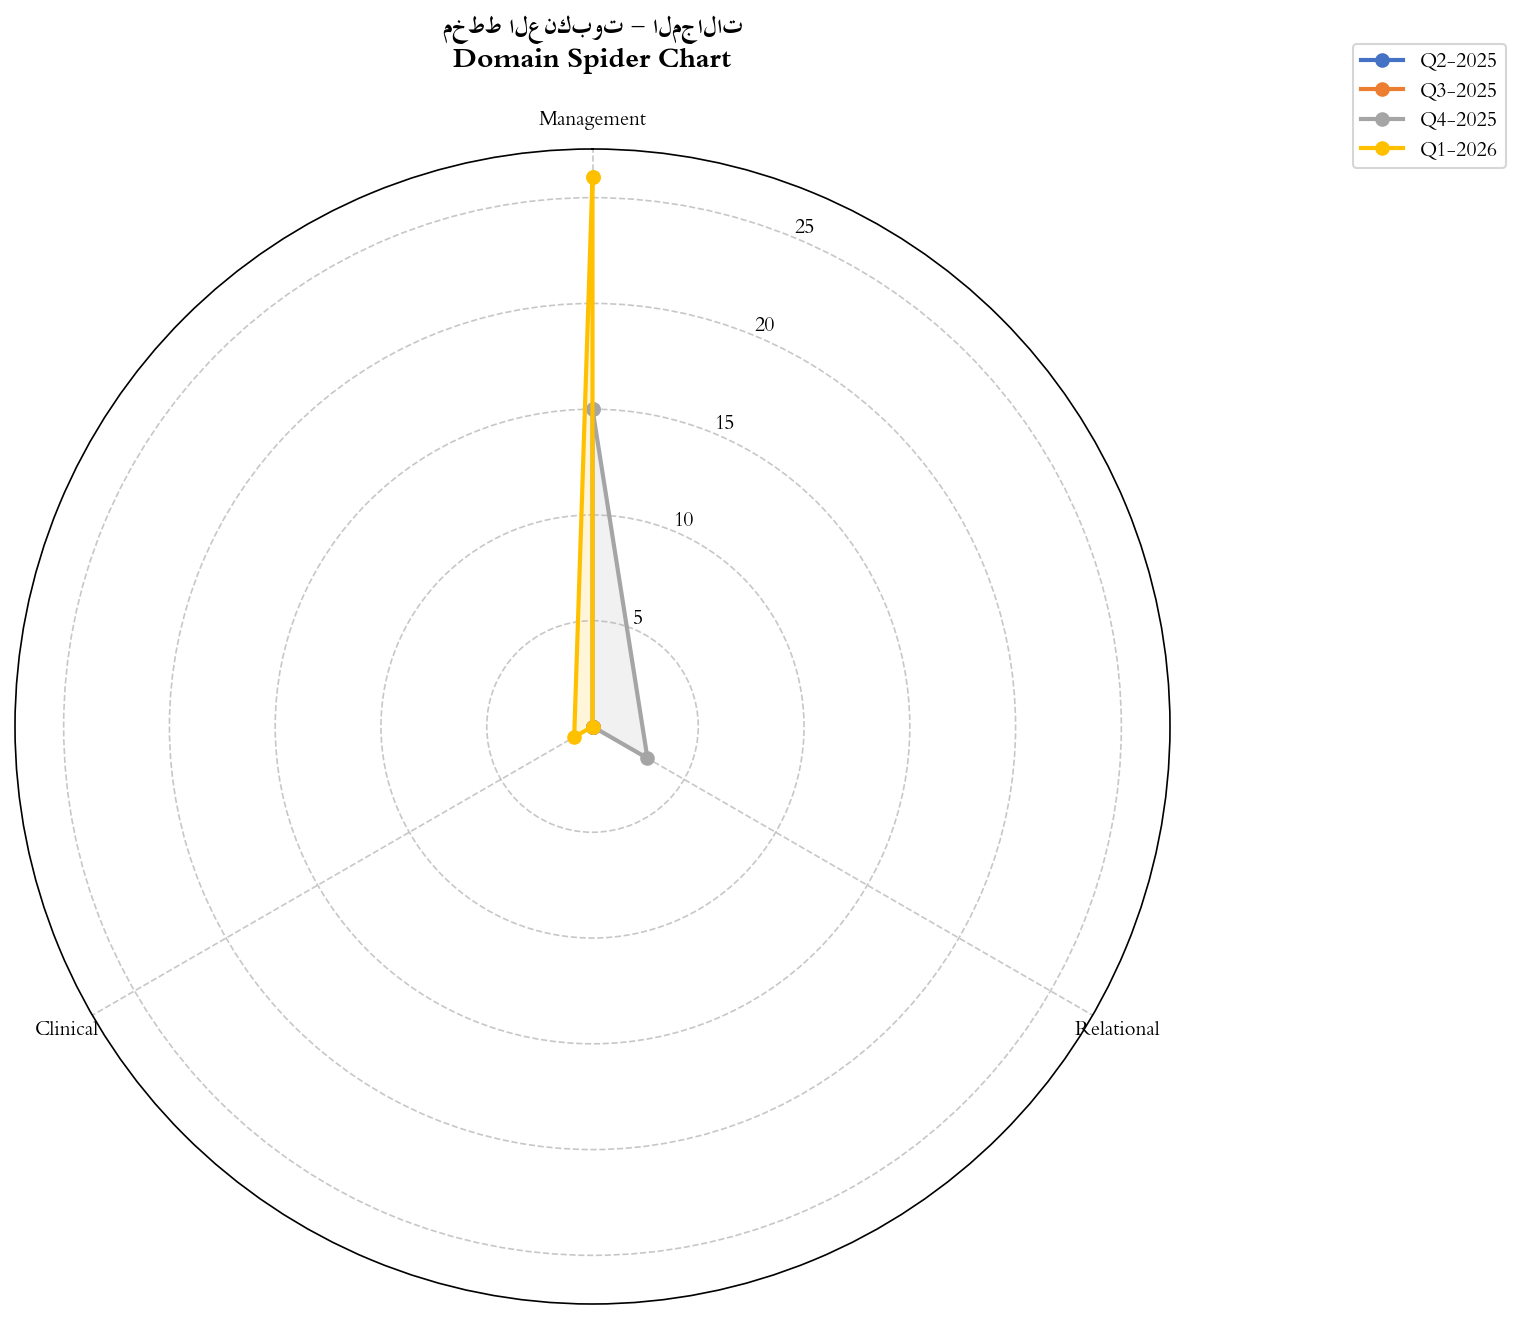 مخطط العنكبوت – المجالات
Domain Spider Chart
Management
25
20
15
10
5
Clinical
Relational
Q2-2025
Q3-2025
Q4-2025
Q1-2026